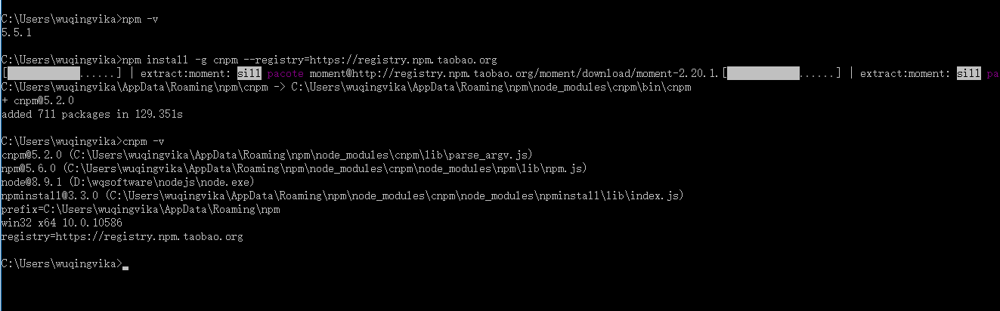 C:\Users\wuqingvika>npm -v
5.5.1
C:\Users\wuqingvika>npm install -g cnpm --registry=https://registry.npm.taobao.org
[ ......] | extract:moment: sill pacote moment@http://registry.npm.taobao.org/moment/download/moment-2.20.1.[ ......] | extract:moment: sill pa
C:\Users\wuqingvika\AppData\Roaming\npm\cnpm -> C:\Users\wuqingvika\AppData\Roaming\npm\node_modules\cnpm\bin\cnpm
+ cnpm@5.2.0
added 711 packages in 129.351s
C:\Users\wuqingvika>cnpm -v
cnpm@5.2.0 (C:\Users\wuqingvika\AppData\Roaming\npm\node_modules\cnpm\lib\parse_argv.js)
npm@5.6.0 (C:\Users\wuqingvika\AppData\Roaming\npm\node_modules\cnpm\node_modules\npm\lib\npm.js)
node@8.9.1 (D:\wqsoftware\nodejs\node.exe)
npminstall@3.3.0 (C:\Users\wuqingvika\AppData\Roaming\npm\node_modules\cnpm\node_modules\npminstall\lib\index.js)
prefix=C:\Users\wuqingvika\AppData\Roaming\npm
win32 x64 10.0.10586
registry=https://registry.npm.taobao.org
C:\Users\wuqingvika>_